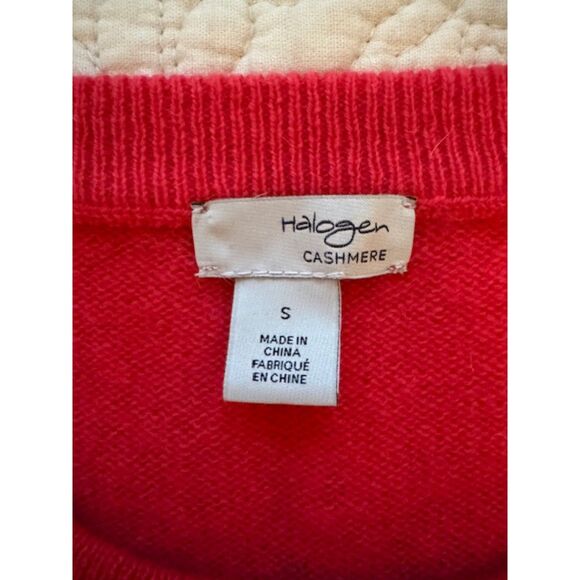 Halogen
CASHMERE
S
MADE IN
CHINA
FABRIQUÉ
EN CHINE